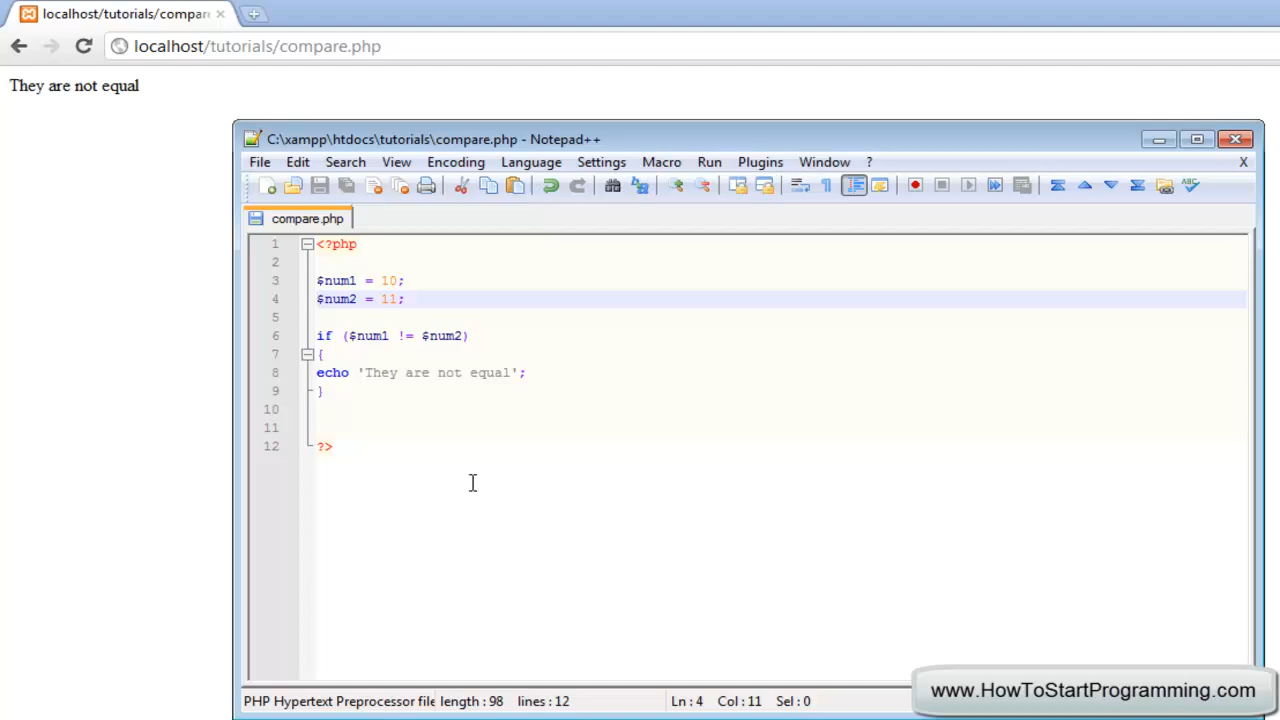 localhost/tutorials/compar
localhost/tutorials/compare.php
They are not equal
C:\xampp\htdocs\tutorials\compare.php - Notepad++
File Edit Search View Encoding Language Settings Macro Run Plugins Window ? X
compare.php
1 <?php
2
3 $num1 = 10;
4 $num2 = 11;
5
6 if ($num1 != $num2)
7 {
8 echo 'They are not equal';
9 }
10
11
12 ?>
PHP Hypertext Preprocessor file length : 98 lines : 12 Ln : 4 Col : 11 Sel : 0
www.HowToStartProgramming.com